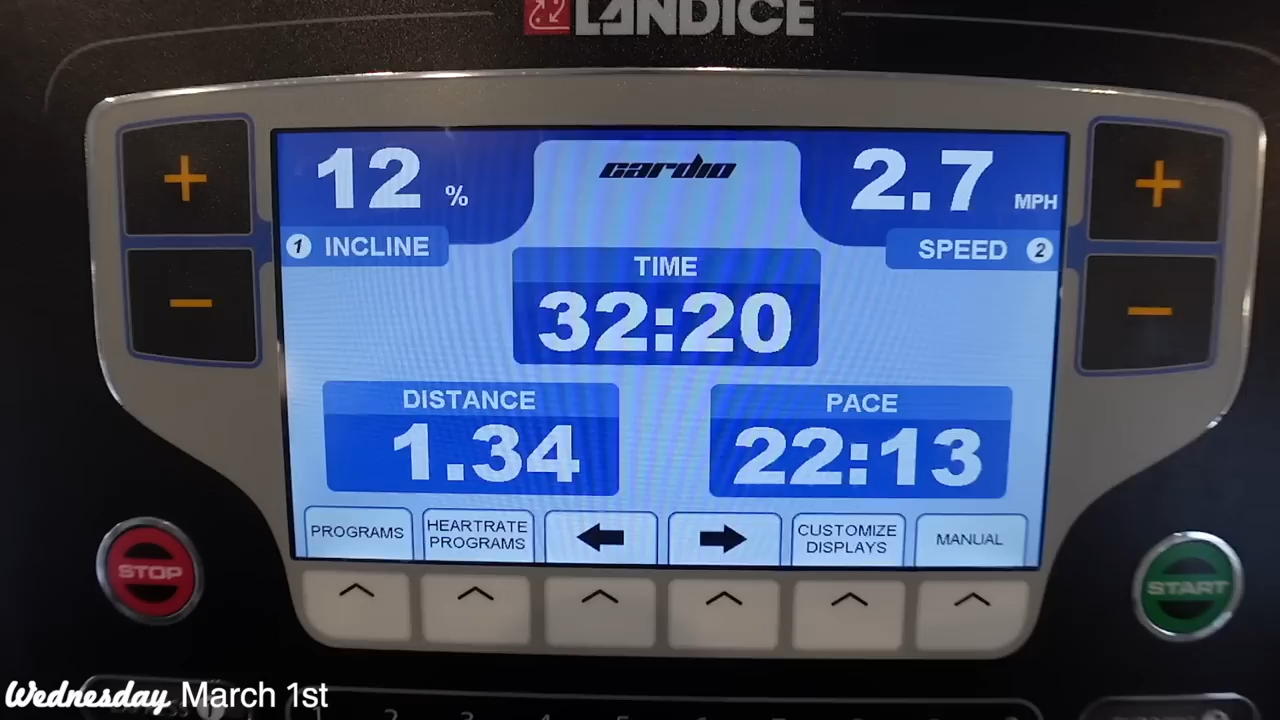 LANDICE
12 %
cardio
2.7 MPH
1 INCLINE
SPEED 2
TIME
32:20
DISTANCE
1.34
PACE
22:13
PROGRAMS
HEARTRATE
PROGRAMS
CUSTOMIZE
DISPLAYS
MANUAL
STOP
START
Wednesday March 1st